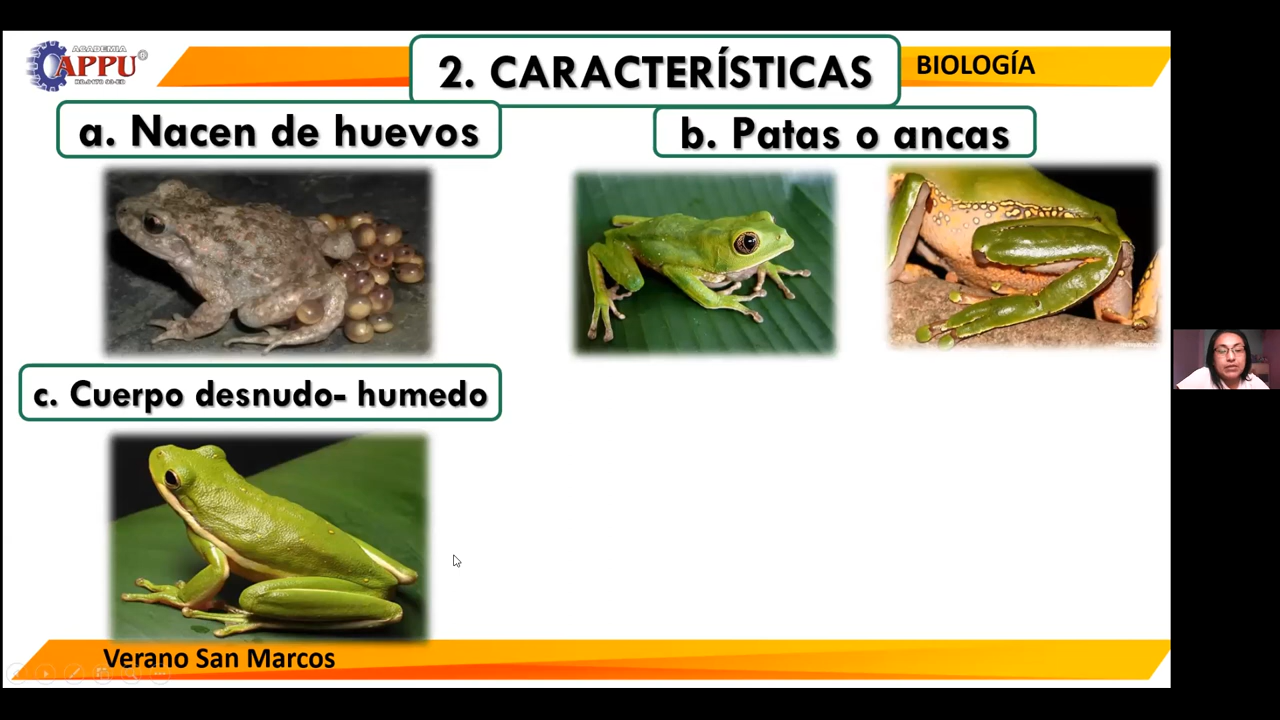 ACADEMIA
APPU
2. CARACTERÍSTICAS
BIOLOGÍA
a. Nacen de huevos
b. Patas o ancas
c. Cuerpo desnudo- humedo
Verano San Marcos